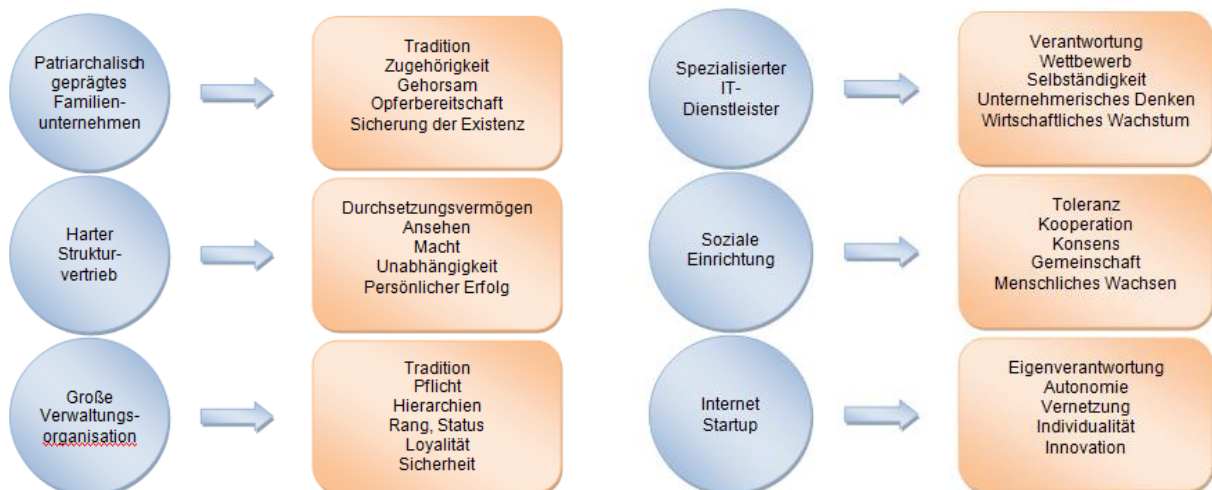 Patriarchalisch
geprägtes
Familien-
unternehmen
Tradition
Zugehörigkeit
Gehorsam
Opferbereitschaft
Sicherung der Existenz
Harter
Struktur-
vertrieb
Durchsetzungsvermögen
Ansehen
Macht
Unabhängigkeit
Persönlicher Erfolg
Große
Verwaltungs-
organisation
Tradition
Pflicht
Hierarchien
Rang, Status
Loyalität
Sicherheit
Spezialisierter
IT-
Dienstleister
Verantwortung
Wettbewerb
Selbständigkeit
Unternehmerisches Denken
Wirtschaftliches Wachstum
Soziale
Einrichtung
Toleranz
Kooperation
Konsens
Gemeinschaft
Menschliches Wachsen
Internet
Startup
Eigenverantwortung
Autonomie
Vernetzung
Individualität
Innovation